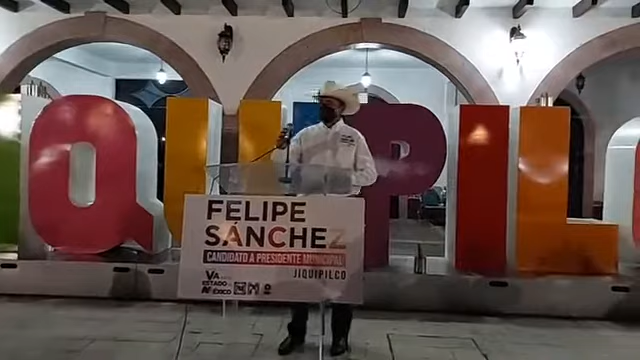 QUIPIL
FELIPE
SÁNCHEZ
CANDIDATO A PRESIDENTE MUNICIPAL
JIQUIPILCO
VA
ESTADO
MÉXICO